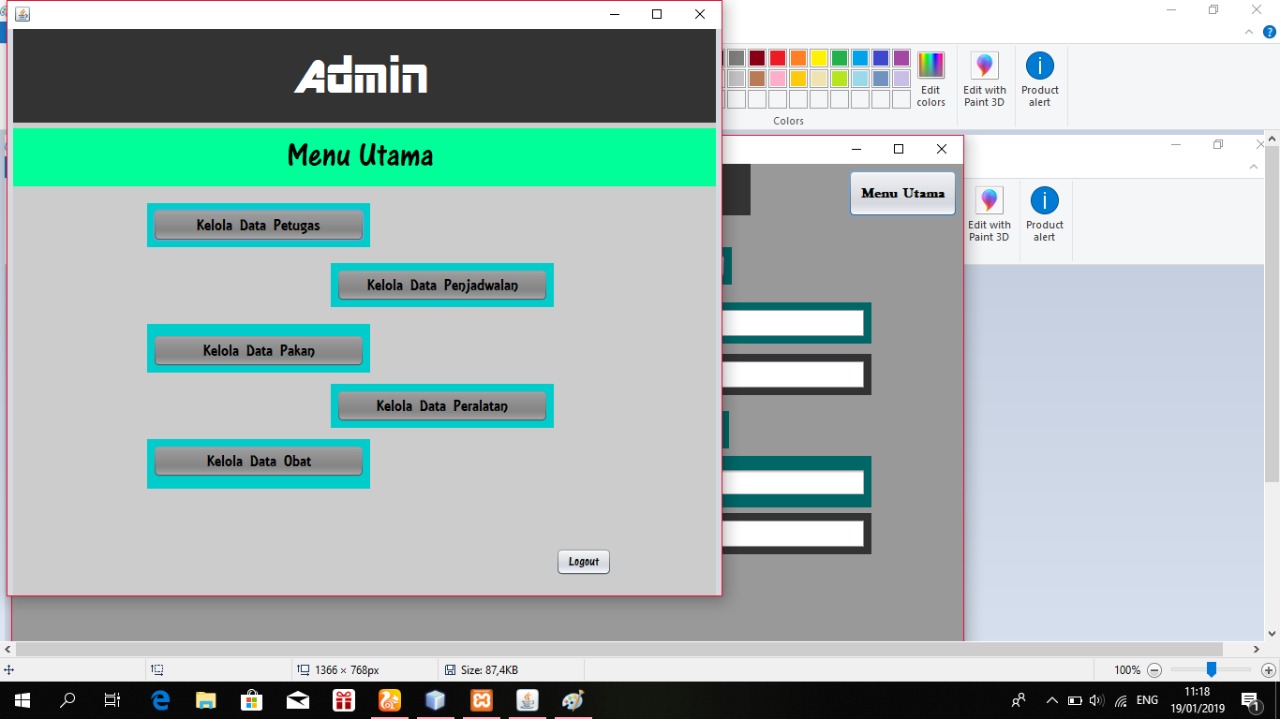 Admin
Menu Utama
Kelola Data Petugas
Kelola Data Penjadwalan
Kelola Data Pakan
Kelola Data Peralatan
Kelola Data Obat
Logout
Edit colors
Edit with Paint 3D
Product alert
Colors
Menu Utama
Edit with Paint 3D
Product alert
1366 × 768px
Size: 87,4KB
100%
ENG
11:18
19/01/2019
1